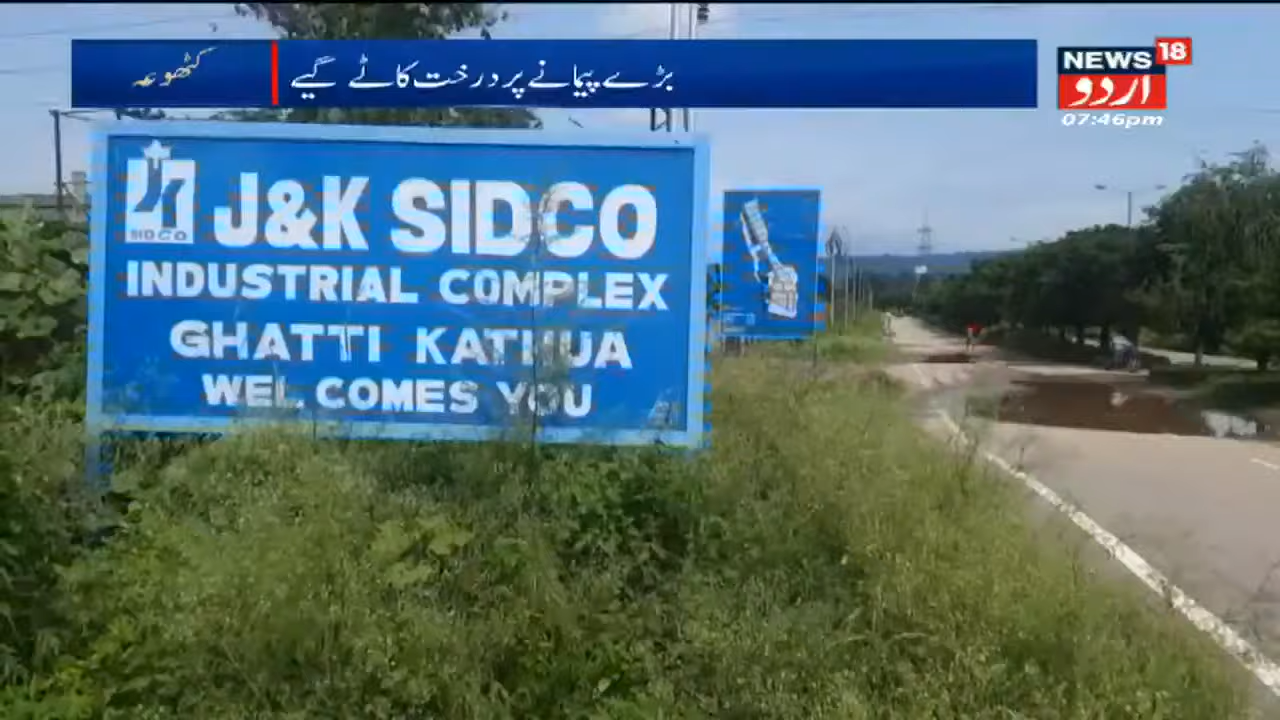 کٹھوعہ
بڑے پیمانے پر درخت کاٹے گیے
NEWS 18
اردو
07:46pm
SIDCO
J&K SIDCO
INDUSTRIAL COMPLEX
GHATTI KATHUA
WEL COMES YOU